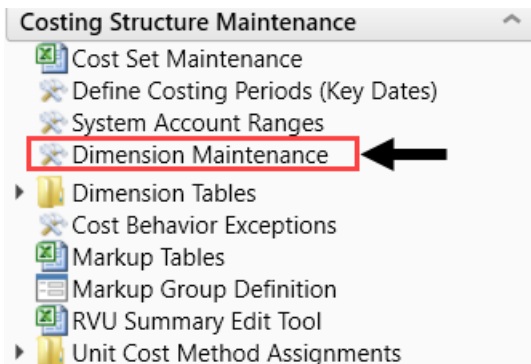 Costing Structure Maintenance
Cost Set Maintenance
Define Costing Periods (Key Dates)
System Account Ranges
Dimension Maintenance
Dimension Tables
Cost Behavior Exceptions
Markup Tables
Markup Group Definition
RVU Summary Edit Tool
Unit Cost Method Assignments